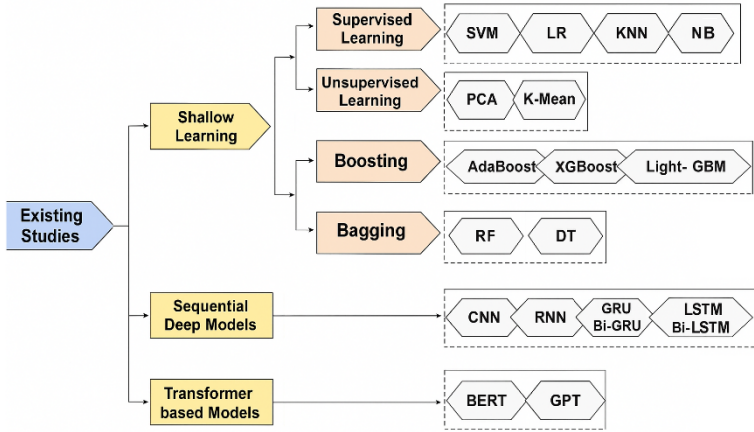 Supervised
Learning
SVM
LR
KNN
NB
Unsupervised
Learning
PCA
K-Mean
Shallow
Learning
Boosting
AdaBoost
XGBoost
Light- GBM
Existing
Studies
Bagging
RF
DT
Sequential
Deep Models
CNN
RNN
GRU
Bi-GRU
LSTM
Bi-LSTM
Transformer
based Models
BERT
GPT